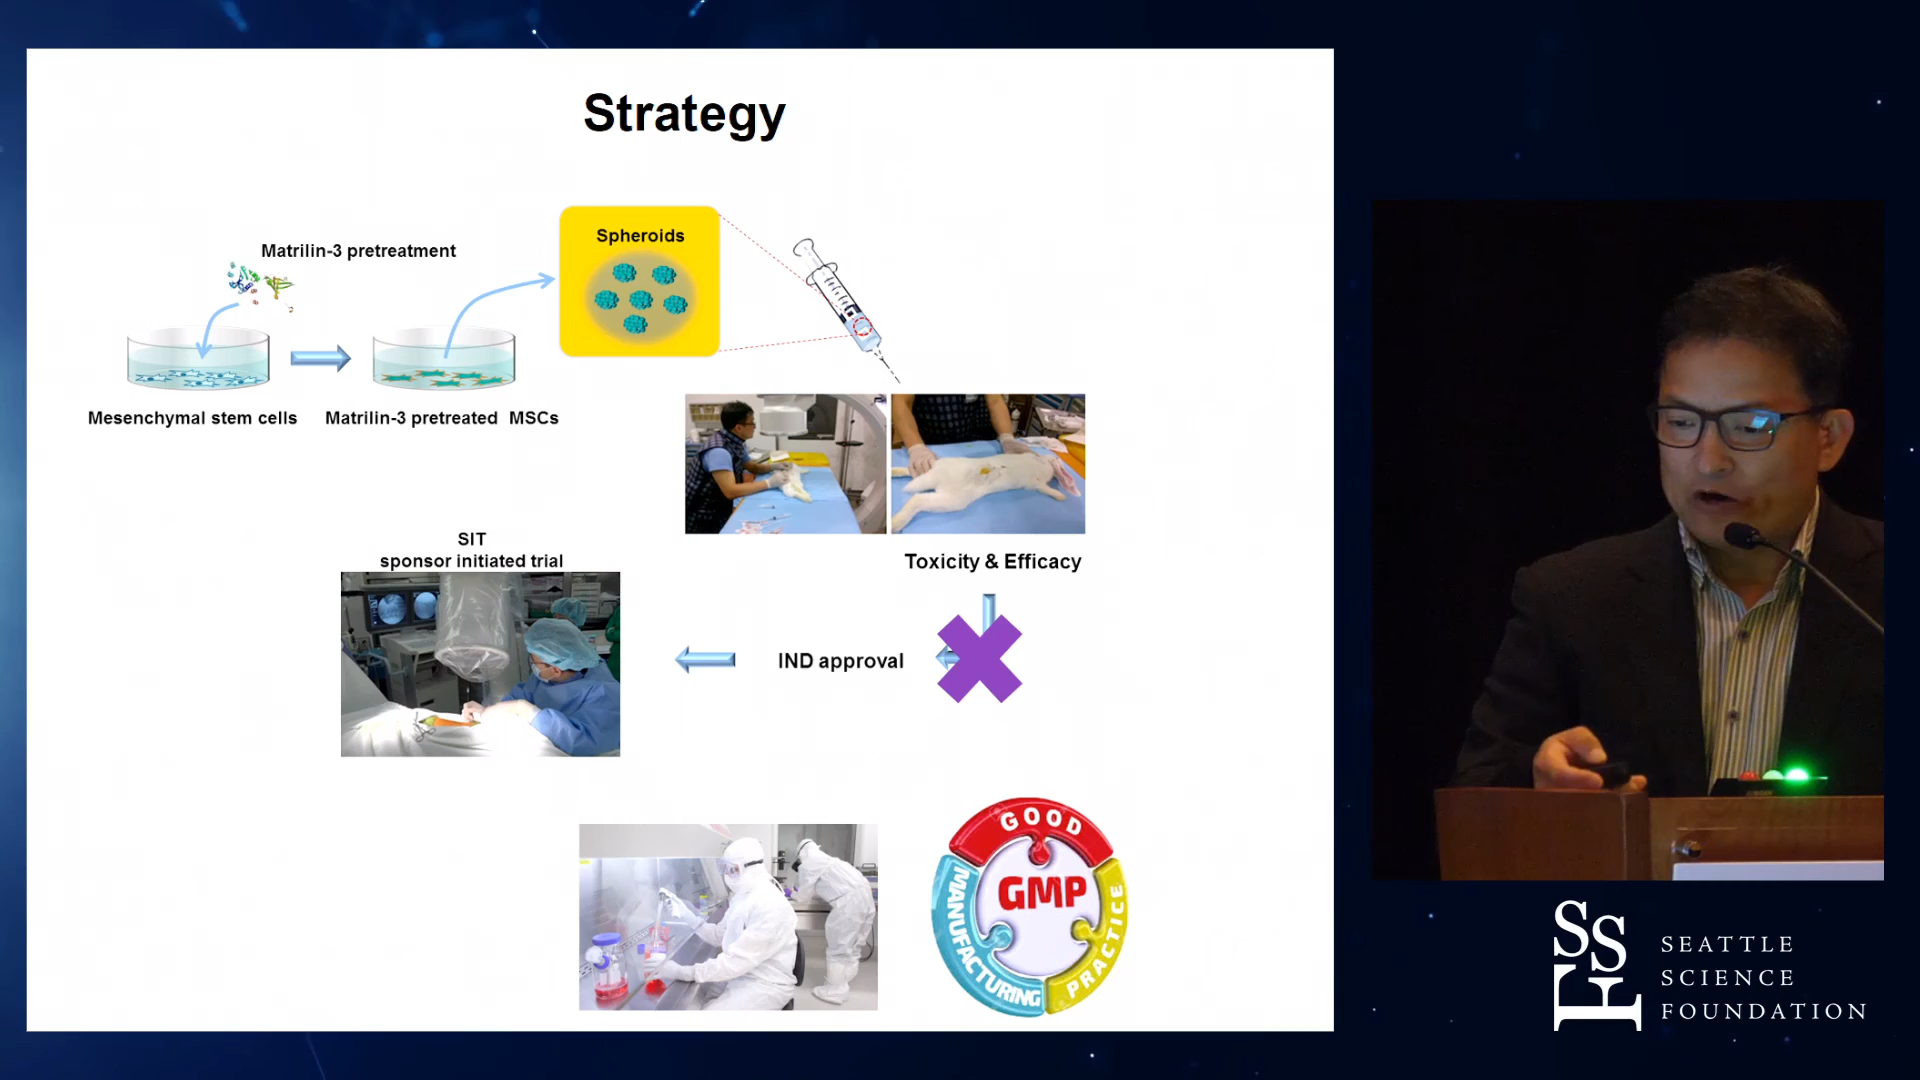 Strategy
Matrilin-3 pretreatment
Spheroids
Mesenchymal stem cells
Matrilin-3 pretreated MSCs
Toxicity & Efficacy
SIT
sponsor initiated trial
IND approval
GOOD
MANUFACTURING
PRACTICE
GMP
SSF
SEATTLE
SCIENCE
FOUNDATION